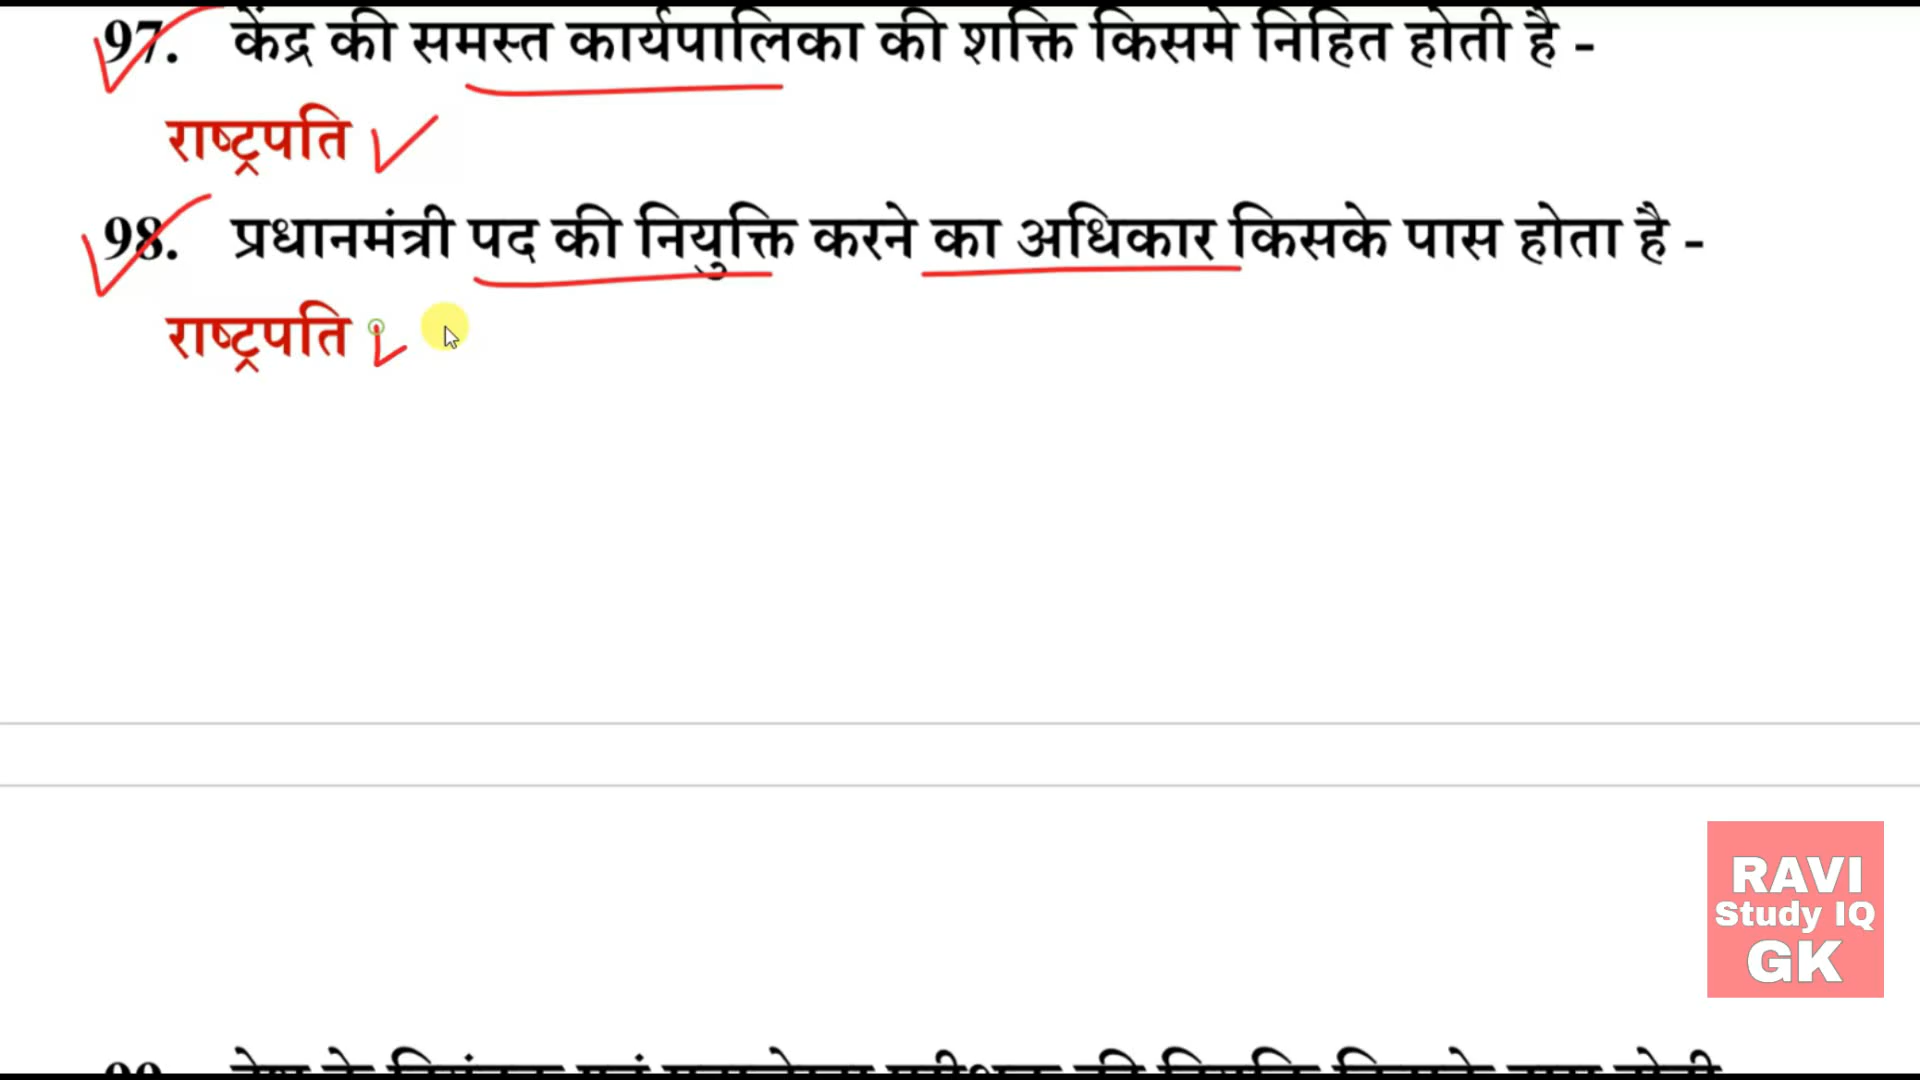 97. केंद्र की समस्त कार्यपालिका की शक्ति किसमे निहित होती है -
राष्ट्रपति
98. प्रधानमंत्री पद की नियुक्ति करने का अधिकार किसके पास होता है -
राष्ट्रपति
RAVI
Study IQ
GK